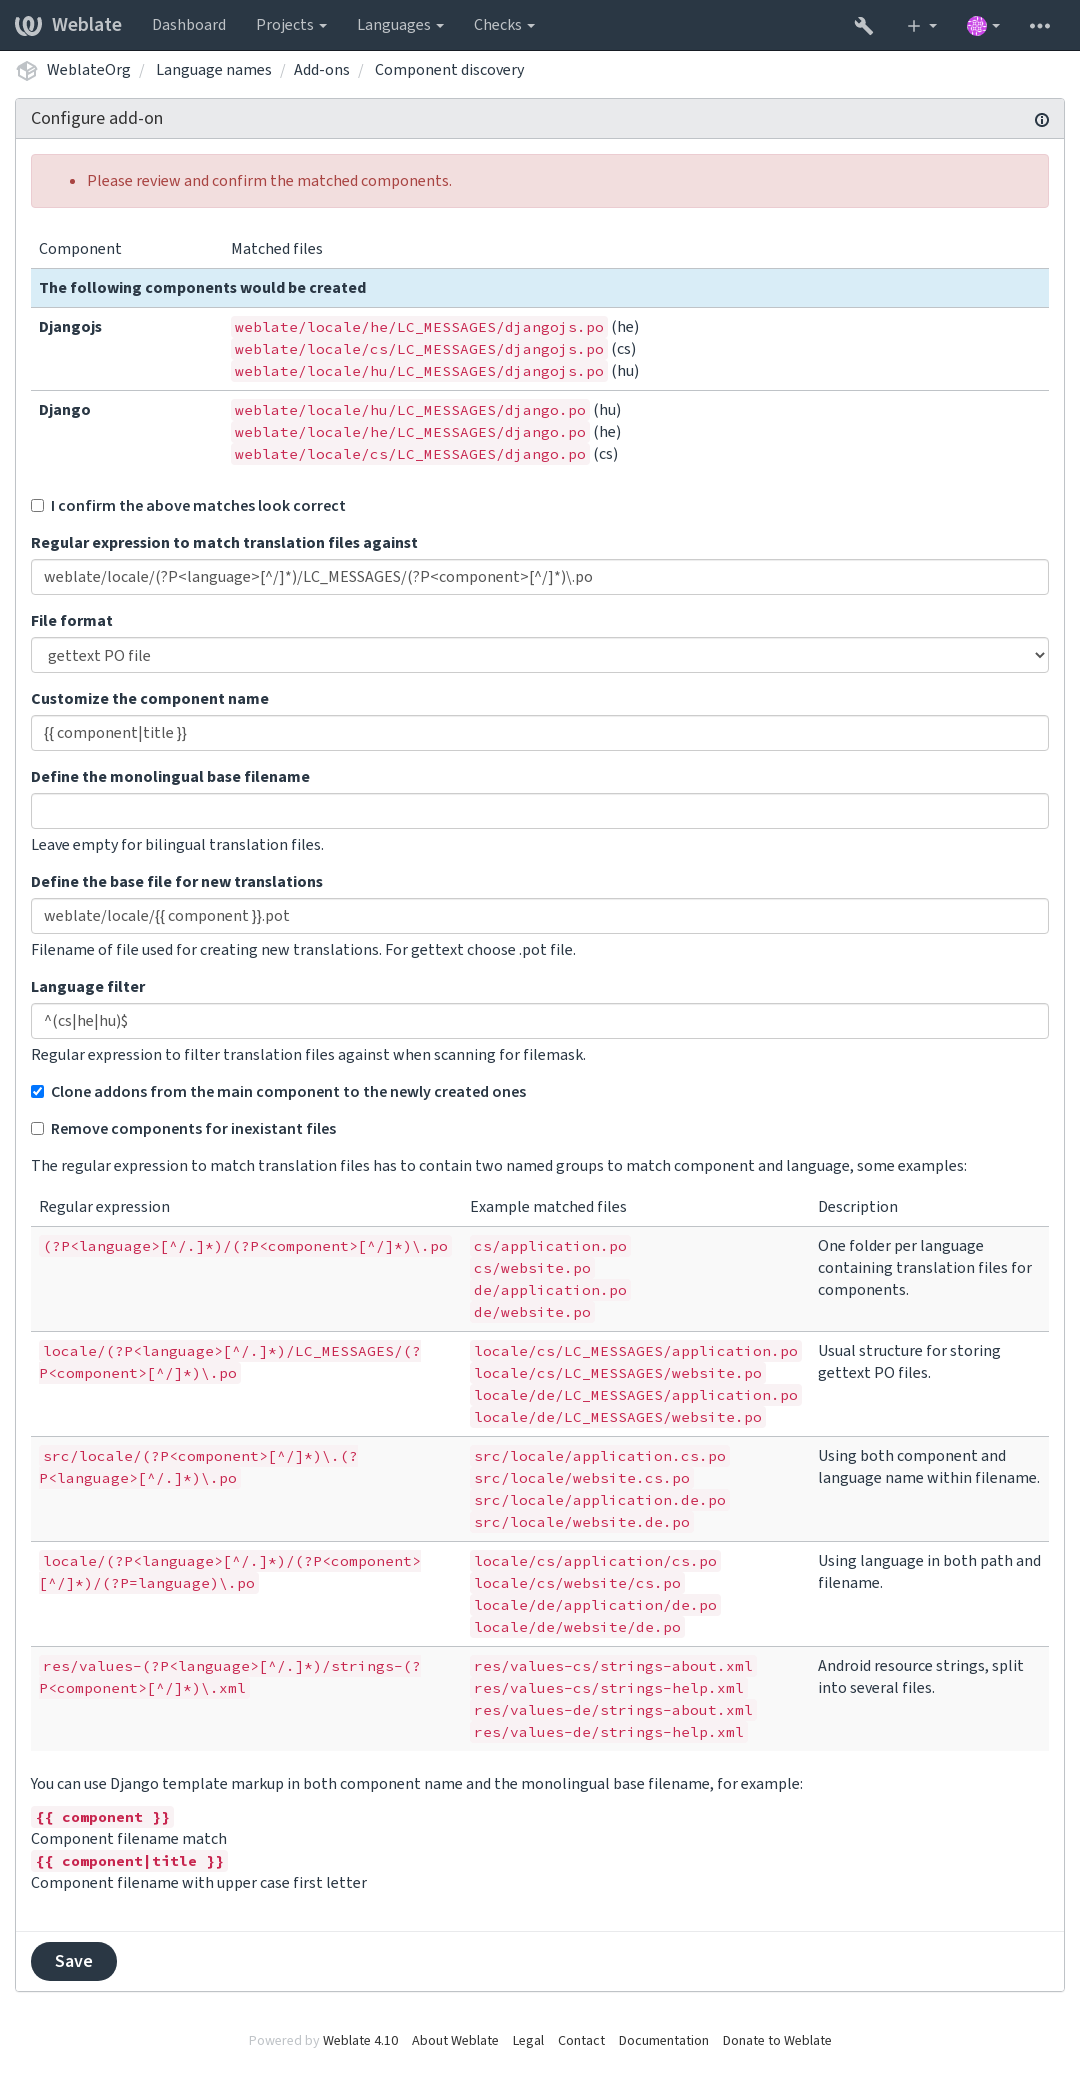 Weblate Dashboard Projects Languages Checks
WeblateOrg / Language names / Add-ons / Component discovery
Configure add-on
Please review and confirm the matched components.
Component Matched files
The following components would be created
Djangojs weblate/locale/he/LC_MESSAGES/djangojs.po (he)
weblate/locale/cs/LC_MESSAGES/djangojs.po (cs)
weblate/locale/hu/LC_MESSAGES/djangojs.po (hu)
Django weblate/locale/hu/LC_MESSAGES/django.po (hu)
weblate/locale/he/LC_MESSAGES/django.po (he)
weblate/locale/cs/LC_MESSAGES/django.po (cs)
I confirm the above matches look correct
Regular expression to match translation files against
weblate/locale/(?P<language>[^/]*)/LC_MESSAGES/(?P<component>[^/]*)\.po
File format
gettext PO file
Customize the component name
{{ component|title }}
Define the monolingual base filename
Leave empty for bilingual translation files.
Define the base file for new translations
weblate/locale/{{ component }}.pot
Filename of file used for creating new translations. For gettext choose .pot file.
Language filter
^(cs|he|hu)$
Regular expression to filter translation files against when scanning for filemask.
Clone addons from the main component to the newly created ones
Remove components for inexistant files
The regular expression to match translation files has to contain two named groups to match component and language, some examples:
Regular expression Example matched files Description
(?P<language>[^/.]*)/(?P<component>[^/]*)\.po cs/application.po One folder per language
cs/website.po containing translation files for
de/application.po components.
de/website.po
locale/(?P<language>[^/.]*)/LC_MESSAGES/(? locale/cs/LC_MESSAGES/application.po Usual structure for storing
P<component>[^/]*)\.po locale/cs/LC_MESSAGES/website.po gettext PO files.
locale/de/LC_MESSAGES/application.po
locale/de/LC_MESSAGES/website.po
src/locale/(?P<component>[^/]*)\.(? src/locale/application.cs.po Using both component and
P<language>[^/.]*)\.po src/locale/website.cs.po language name within filename.
src/locale/application.de.po
src/locale/website.de.po
locale/(?P<language>[^/.]*)/(?P<component> locale/cs/application/cs.po Using language in both path and
[^/]*)/(?P=language)\.po locale/cs/website/cs.po filename.
locale/de/application/de.po
locale/de/website/de.po
res/values-(?P<language>[^/.]*)/strings-(? res/values-cs/strings-about.xml Android resource strings, split
P<component>[^/]*)\.xml res/values-cs/strings-help.xml into several files.
res/values-de/strings-about.xml
res/values-de/strings-help.xml
You can use Django template markup in both component name and the monolingual base filename, for example:
{{ component }}
Component filename match
{{ component|title }}
Component filename with upper case first letter
Save
Powered by Weblate 4.10 About Weblate Legal Contact Documentation Donate to Weblate